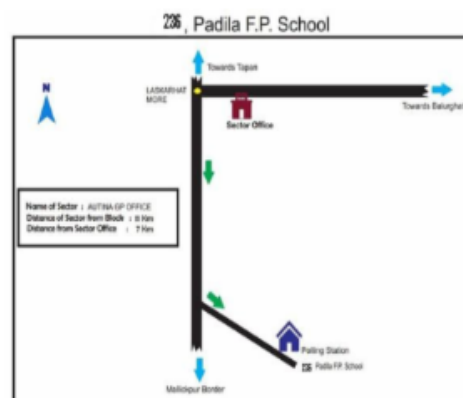 236, Padila F.P. School
Towards Tapan
N
LASKARHAT
MORE
Towards Balurghat
Sector Office
Name of Sector : AUTINA GP OFFICE
Distance of Sector from Block : 8 Km
Distance from Sector Office : 7 Km
Polling Station
236 Padila F.P. School
Mallickpur Border